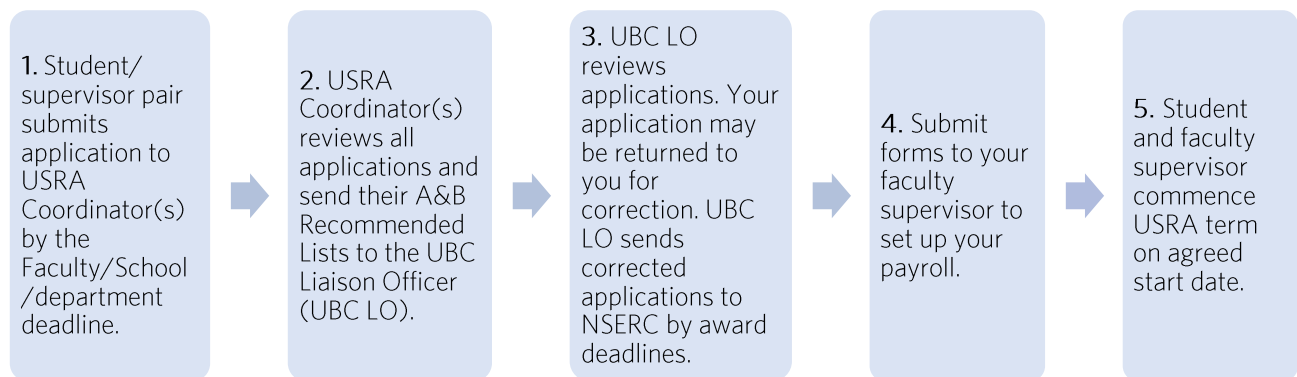 1. Student/
supervisor pair
submits
application to
USRA
Coordinator(s)
by the
Faculty/School
/department
deadline.
2. USRA
Coordinator(s)
reviews all
applications and
send their A&B
Recommended
Lists to the UBC
Liaison Officer
(UBC LO).
3. UBC LO
reviews
applications. Your
application may
be returned to
you for
correction. UBC
LO sends
corrected
applications to
NSERC by award
deadlines.
4. Submit
forms to your
faculty
supervisor to
set up your
payroll.
5. Student
and faculty
supervisor
commence
USRA term
on agreed
start date.